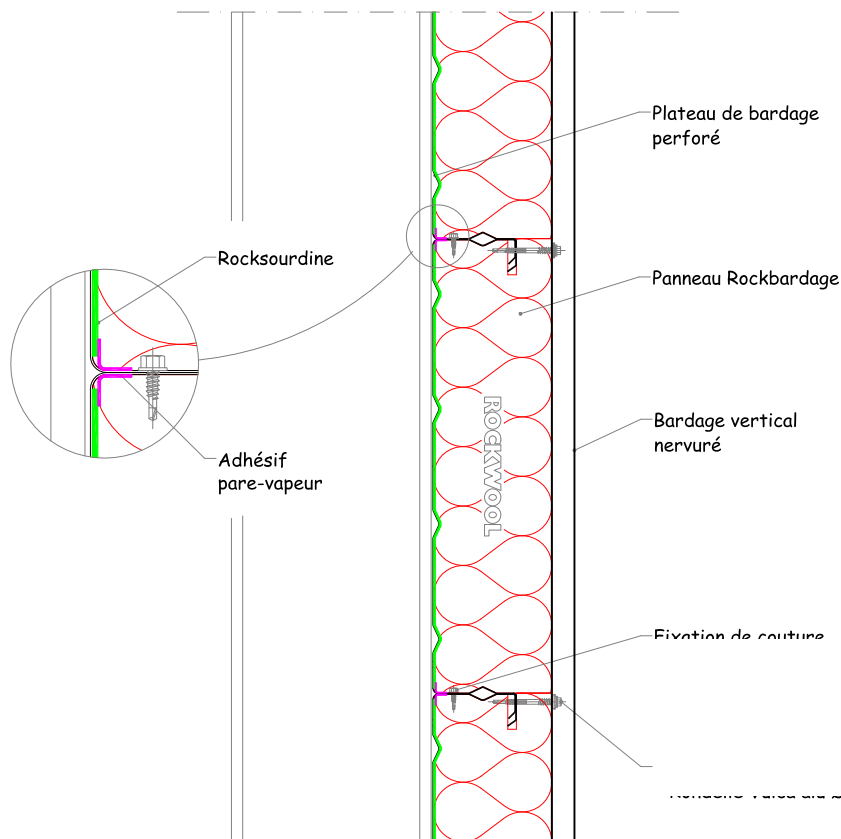 Plateau de bardage
perforé
Rocksourdine
Panneau Rockbardage
ROCKWOOL
Bardage vertical
nervuré
Adhésif
pare-vapeur
Fixation de couture